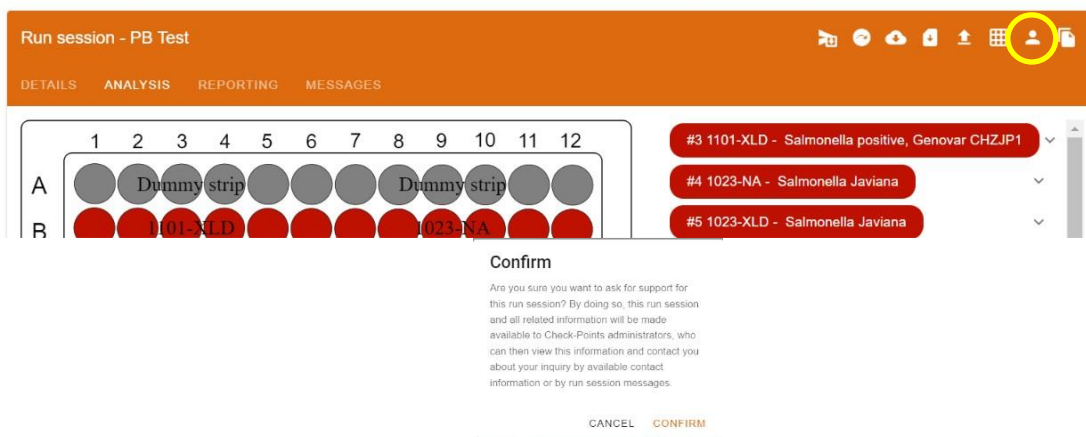 Run session - PB Test
DETAILS ANALYSIS REPORTING MESSAGES
1 2 3 4 5 6 7 8 9 10 11 12
A Dummy strip Dummy strip
B 1101-XLD 1023-NA
#3 1101-XLD - Salmonella positive, Genovar CHZJP1
#4 1023-NA - Salmonella Javiana
#5 1023-XLD - Salmonella Javiana
Confirm
Are you sure you want to ask for support for
this run session? By doing so, this run session
and all related information will be made
available to Check-Points administrators, who
can then view this information and contact you
about your inquiry by available contact
information or by run session messages.
CANCEL CONFIRM